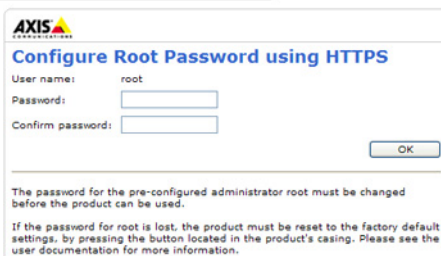 AXIS
COMMUNICATIONS
Configure Root Password using HTTPS
User name: root
Password:
Confirm password:
OK
The password for the pre-configured administrator root must be changed
before the product can be used.
If the password for root is lost, the product must be reset to the factory default
settings, by pressing the button located in the product's casing. Please see the
user documentation for more information.